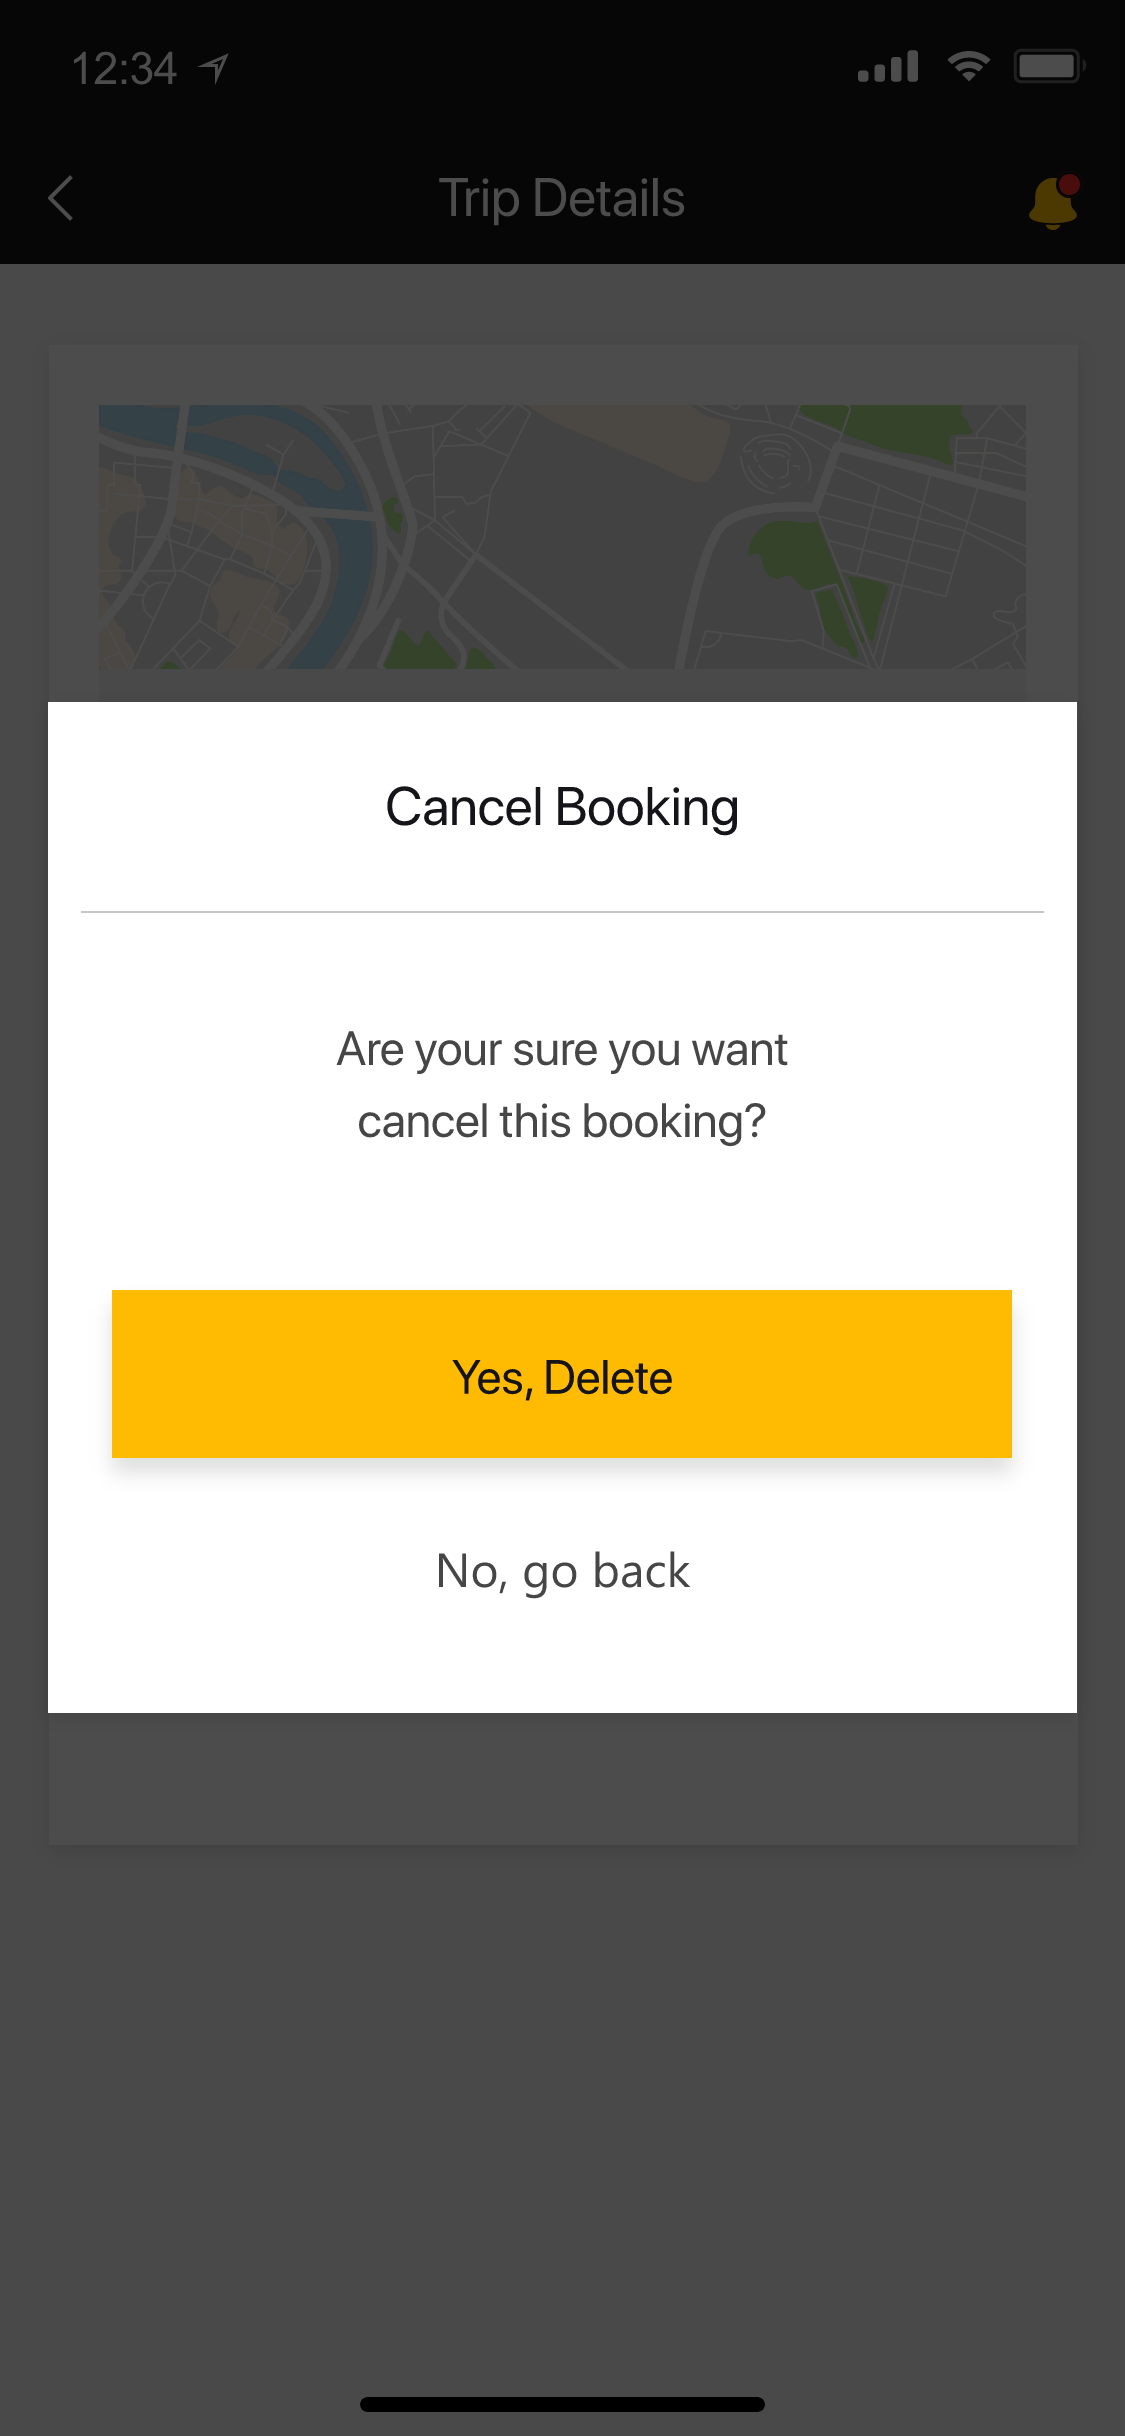 12:34
Trip Details
Cancel Booking
Are your sure you want
cancel this booking?
Yes, Delete
No, go back